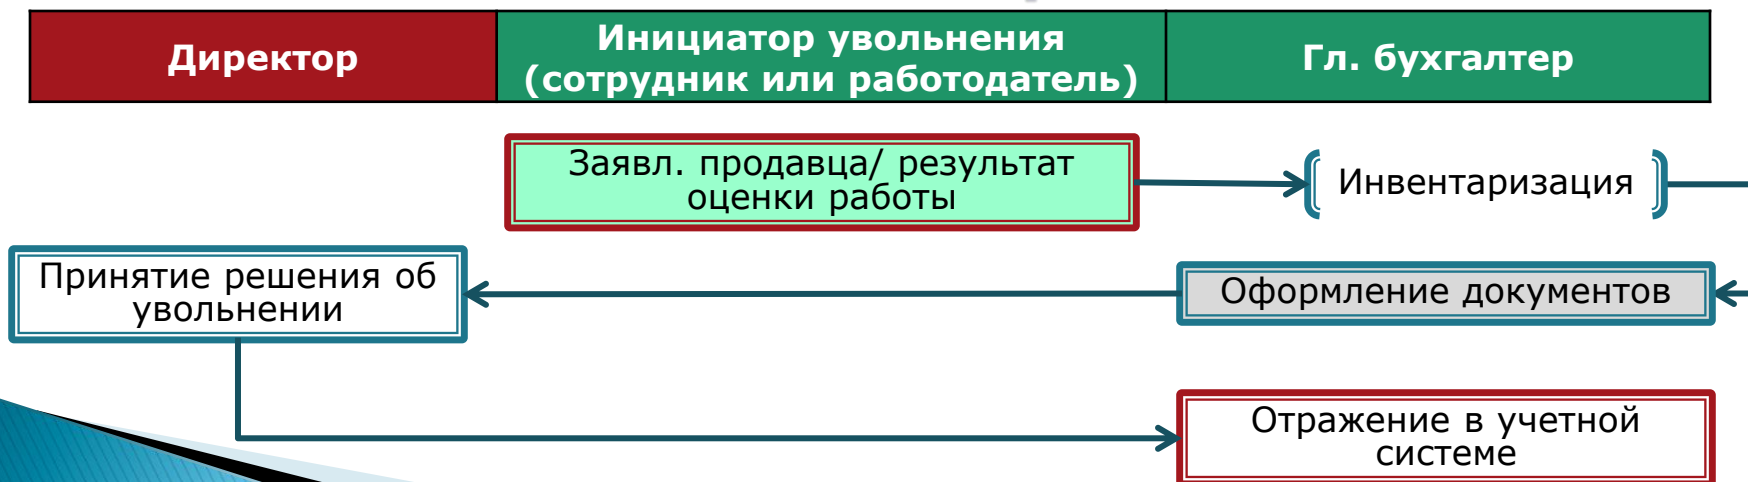 Директор
Инициатор увольнения
(сотрудник или работодатель)
Гл. бухгалтер
Заявл. продавца/ результат
оценки работы
Инвентаризация
Принятие решения об
увольнении
Оформление документов
Отражение в учетной
системе